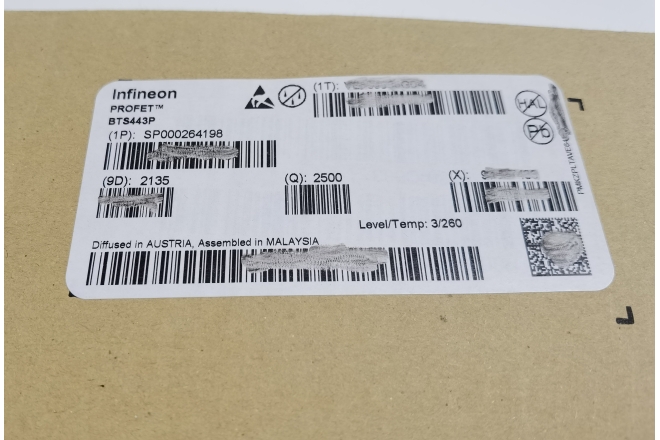 Infineon
PROFET™
BTS443P
(1P): SP000264198
(1T):
HAL
Pb
(9D): 2135
(Q): 2500
(X):
Level/Temp: 3/260
Diffused in AUSTRIA, Assembled in MALAYSIA